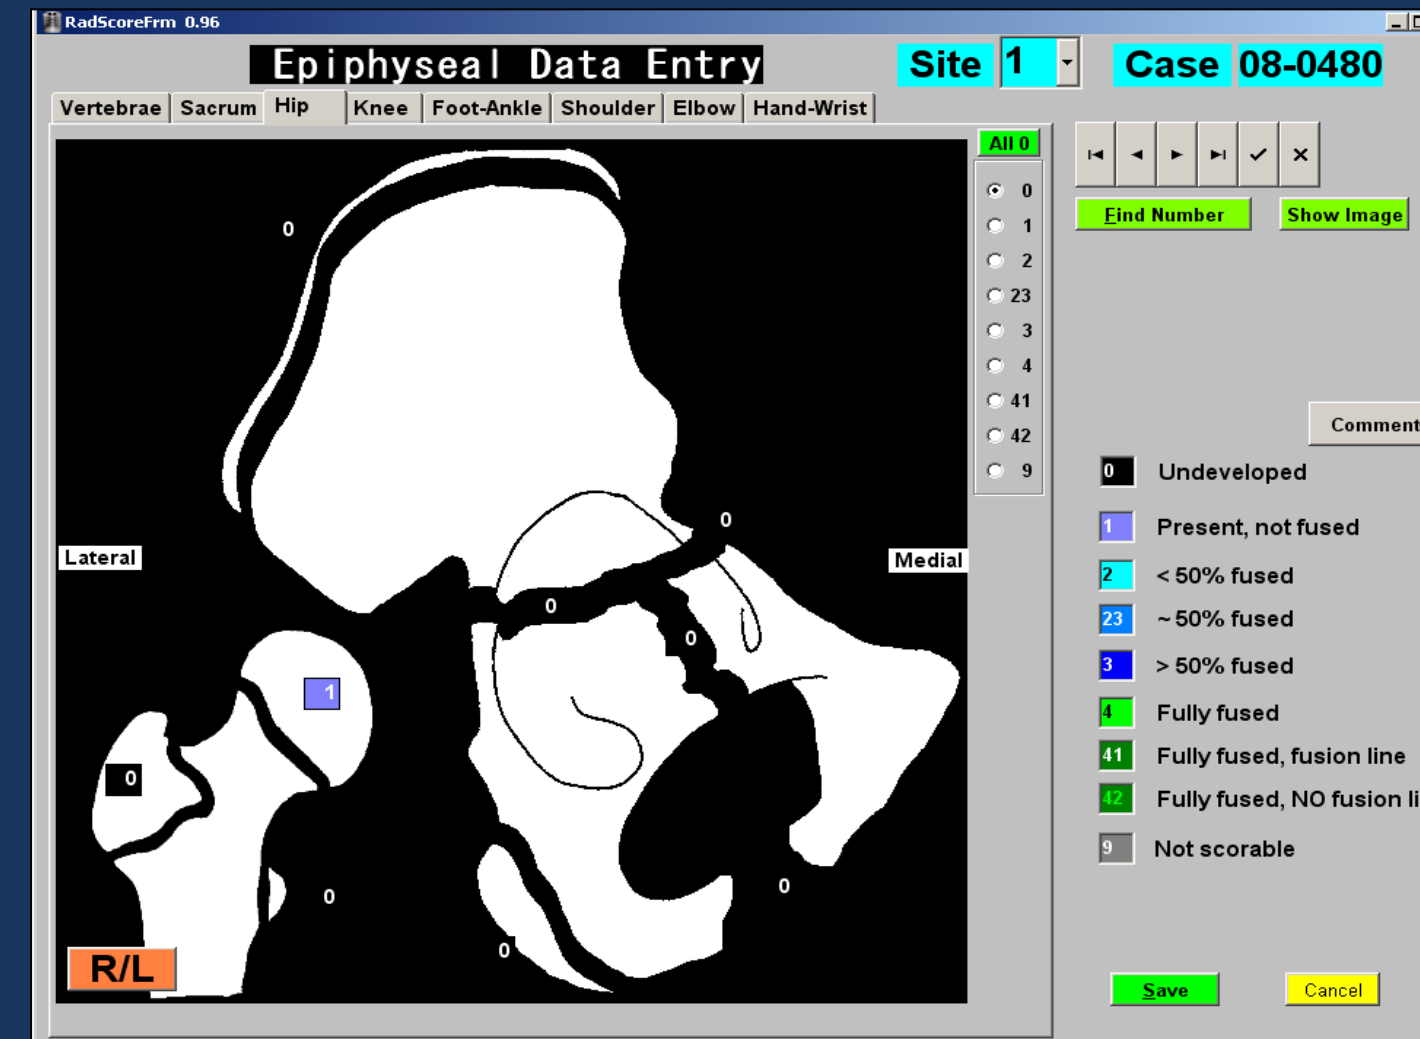 RadScoreFrm 0.96
Epiphyseal Data Entry
Site 1
Case 08-0480
Vertebrae Sacrum Hip Knee Foot-Ankle Shoulder Elbow Hand-Wrist
All 0
0
1
2
23
3
4
41
42
9
Find Number
Show Image
Comment
0 Undeveloped
1 Present, not fused
2 < 50% fused
23 ~ 50% fused
3 > 50% fused
4 Fully fused
41 Fully fused, fusion line
42 Fully fused, NO fusion li
9 Not scorable
Save
Cancel
0
0
Lateral
Medial
0
0
1
0
0
0
0
R/L